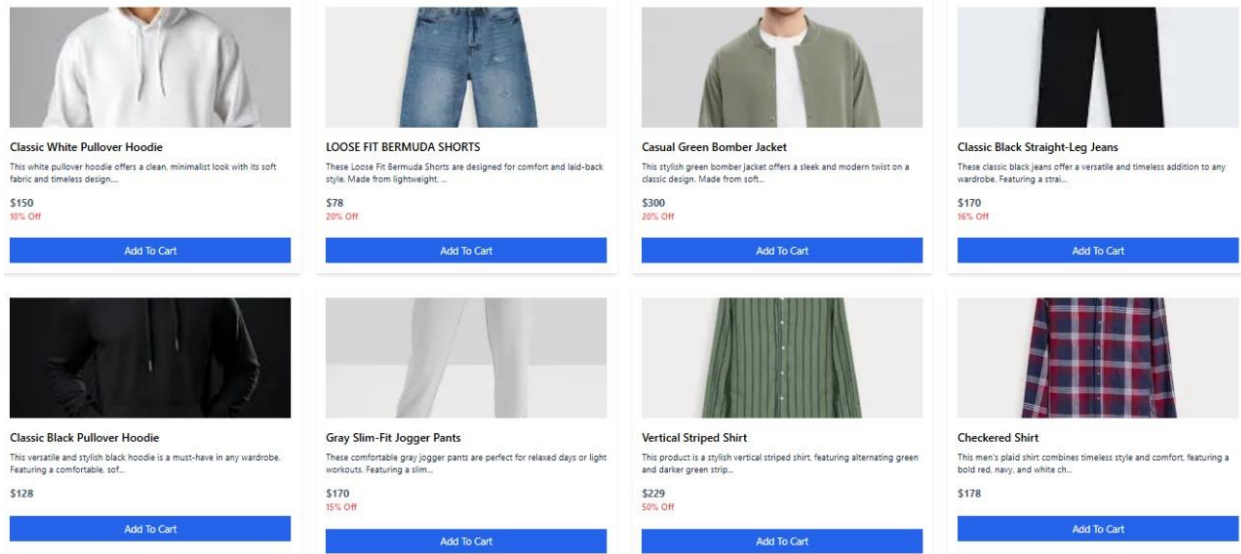 Classic White Pullover Hoodie
This white pullover hoodie offers a clean, minimalist look with its soft
fabric and timeless design....
$150
10% Off
Add To Cart
LOOSE FIT BERMUDA SHORTS
These Loose Fit Bermuda Shorts are designed for comfort and laid-back
style. Made from lightweight, ...
$78
20% Off
Add To Cart
Casual Green Bomber Jacket
This stylish green bomber jacket offers a sleek and modern twist on a
classic design. Made from soft...
$300
20% Off
Add To Cart
Classic Black Straight-Leg Jeans
These classic black jeans offer a versatile and timeless addition to any
wardrobe. Featuring a strai...
$170
16% Off
Add To Cart
Classic Black Pullover Hoodie
This versatile and stylish black hoodie is a must-have in any wardrobe.
Featuring a comfortable, sof...
$128
Add To Cart
Gray Slim-Fit Jogger Pants
These comfortable gray jogger pants are perfect for relaxed days or light
workouts. Featuring a slim...
$170
15% Off
Add To Cart
Vertical Striped Shirt
This product is a stylish vertical striped shirt, featuring alternating green
and darker green strip...
$229
50% Off
Add To Cart
Checkered Shirt
This men's plaid shirt combines timeless style and comfort, featuring a
bold red, navy, and white ch...
$178
Add To Cart